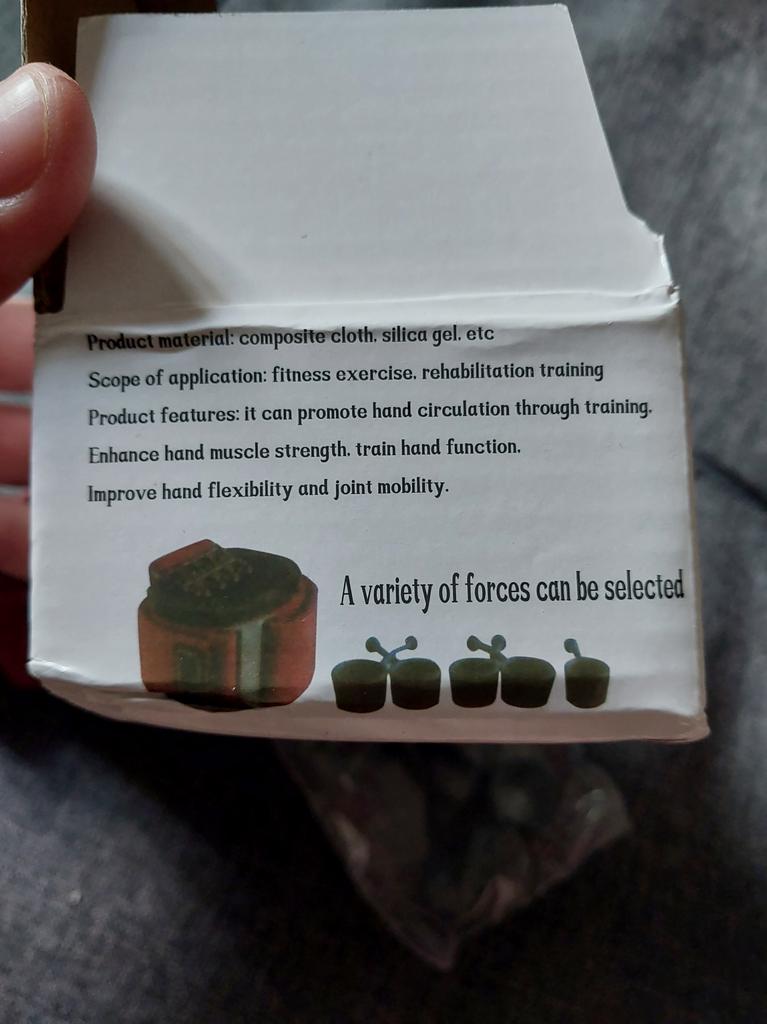 Product material: composite cloth. silica gel. etc
Scope of application: fitness exercise. rehabilitation training
Product features: it can promote hand circulation through training.
Enhance hand muscle strength. train hand function.
Improve hand flexibility and joint mobility.
A variety of forces can be selected